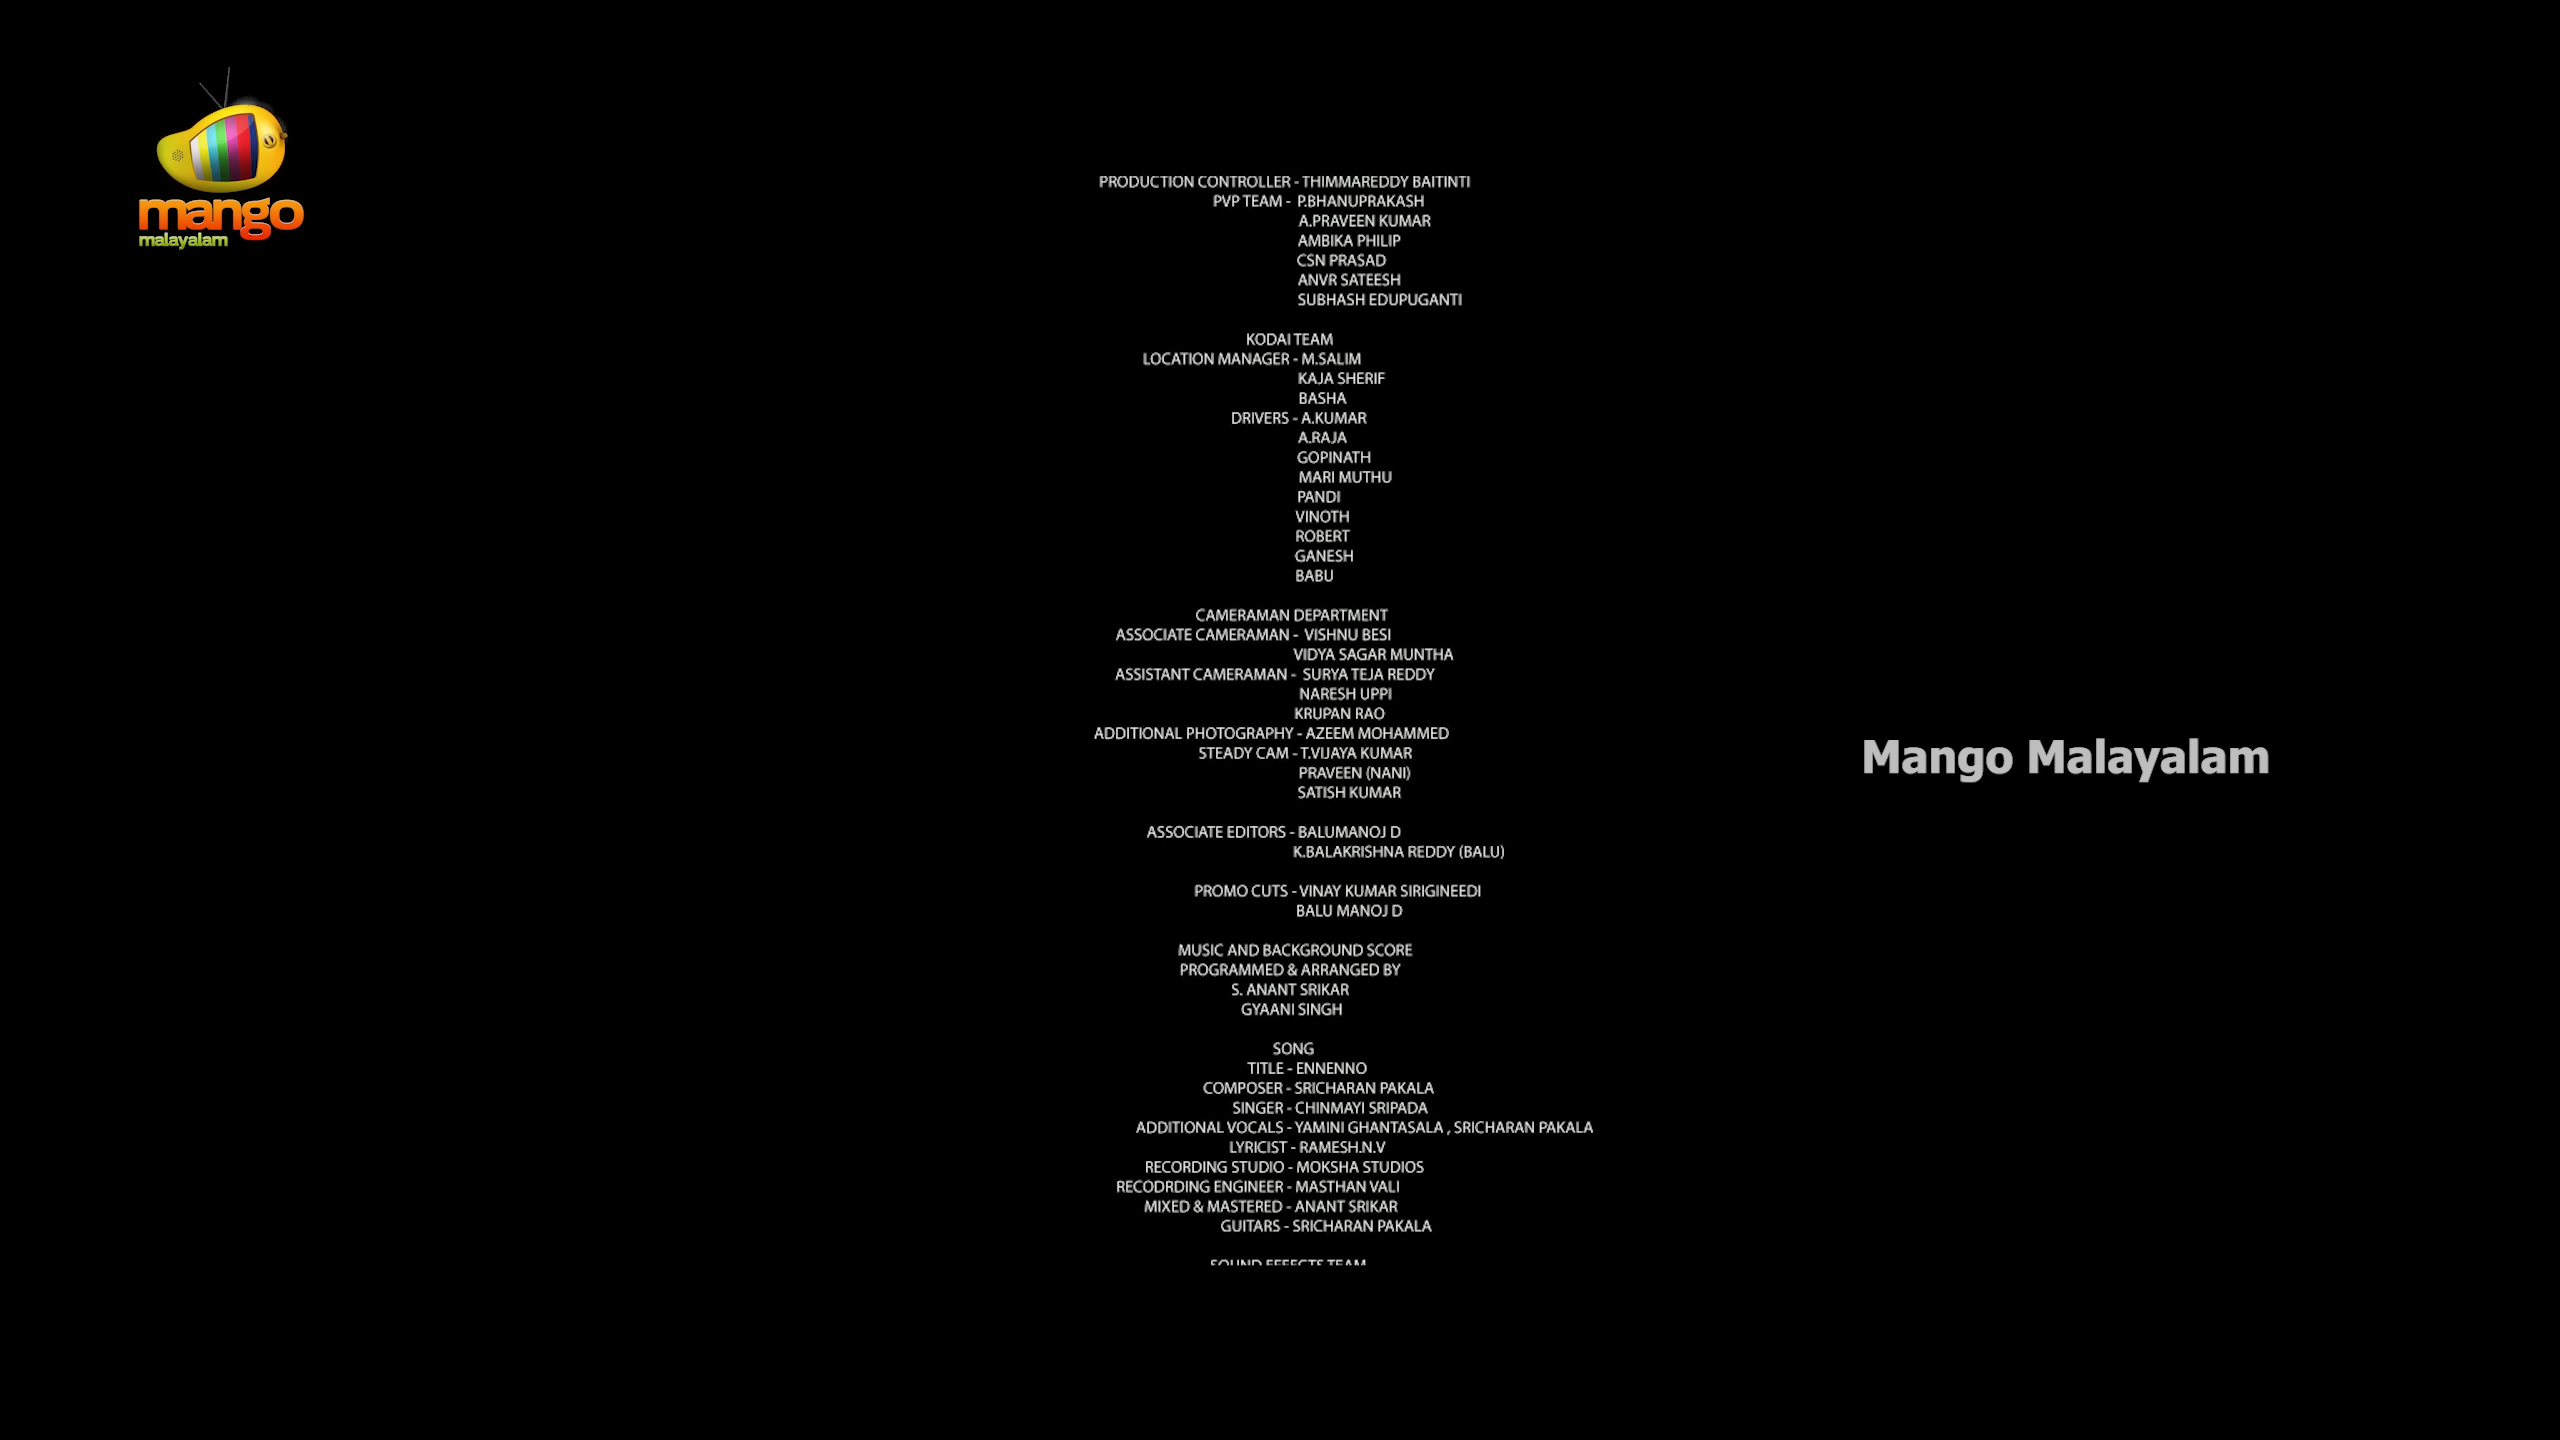 mango
malayalam
PRODUCTION CONTROLLER - THIMMAREDDY BAITINTI
PVP TEAM - P.BHANUPRAKASH
A.PRAVEEN KUMAR
AMBIKA PHILIP
CSN PRASAD
ANVR SATEESH
SUBHASH EDUPUGANTI
KODAI TEAM
LOCATION MANAGER - M.SALIM
KAJA SHERIF
BASHA
DRIVERS - A.KUMAR
A.RAJA
GOPINATH
MARI MUTHU
PANDI
VINOTH
ROBERT
GANESH
BABU
CAMERAMAN DEPARTMENT
ASSOCIATE CAMERAMAN - VISHNU BESI
VIDYA SAGAR MUNTHA
ASSISTANT CAMERAMAN - SURYA TEJA REDDY
NARESH UPPI
KRUPAN RAO
ADDITIONAL PHOTOGRAPHY - AZEEM MOHAMMED
STEADY CAM - T.VIJAYA KUMAR
PRAVEEN (NANI)
SATISH KUMAR
Mango Malayalam
ASSOCIATE EDITORS - BALUMANOJ D
K.BALAKRISHNA REDDY (BALU)
PROMO CUTS - VINAY KUMAR SIRIGINEEDI
BALU MANOJ D
MUSIC AND BACKGROUND SCORE
PROGRAMMED & ARRANGED BY
S. ANANT SRIKAR
GYAANI SINGH
SONG
TITLE - ENNENNO
COMPOSER - SRICHARAN PAKALA
SINGER - CHINMAYI SRIPADA
ADDITIONAL VOCALS - YAMINI GHANTASALA , SRICHARAN PAKALA
LYRICIST - RAMESH.N.V
RECORDING STUDIO - MOKSHA STUDIOS
RECODRDING ENGINEER - MASTHAN VALI
MIXED & MASTERED - ANANT SRIKAR
GUITARS - SRICHARAN PAKALA
SOUND EFFECTS TEAM